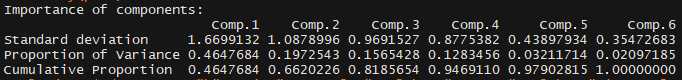 Importance of components:
Comp.1 Comp.2 Comp.3 Comp.4 Comp.5 Comp.6
Standard deviation 1.6699132 1.0878996 0.9691527 0.8775382 0.43897934 0.35472683
Proportion of Variance 0.4647684 0.1972543 0.1565428 0.1283456 0.03211714 0.02097185
Cumulative Proportion 0.4647684 0.6620226 0.8185654 0.9469110 0.97902815 1.00000000